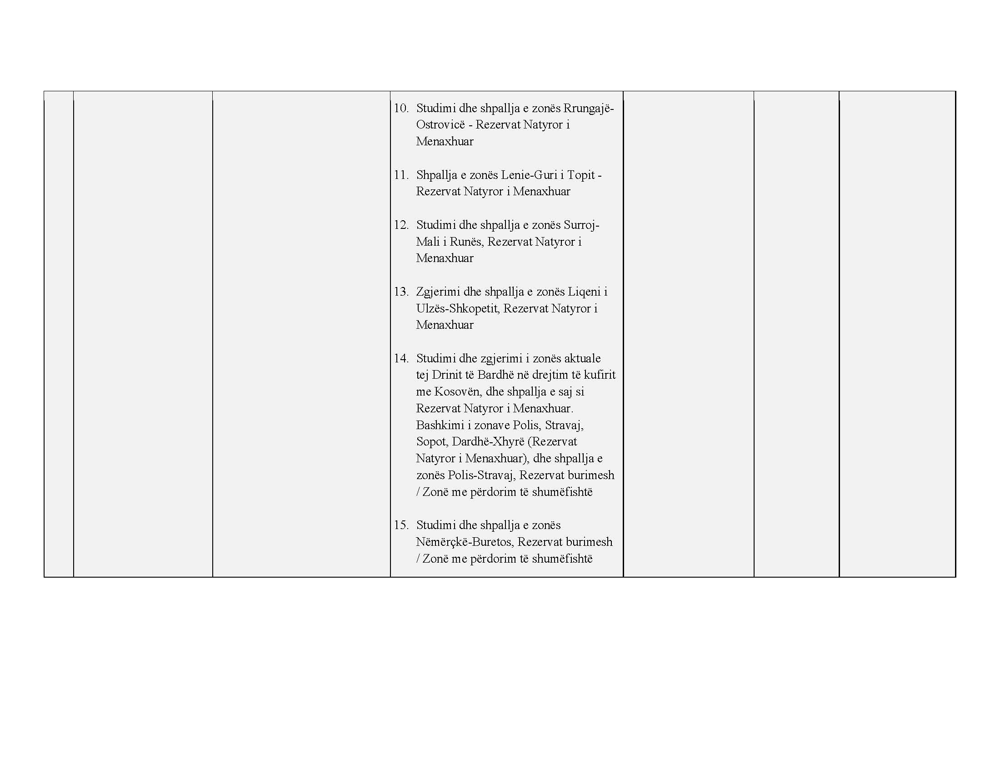 10. Studimi dhe shpallja e zonës Rrungajë-
Ostrovicë - Rezervat Natyror i
Menaxhuar
11. Shpallja e zonës Lenie-Guri i Topit -
Rezervat Natyror i Menaxhuar
12. Studimi dhe shpallja e zonës Surroj-
Mali i Runës, Rezervat Natyror i
Menaxhuar
13. Zgjerimi dhe shpallja e zonës Liqeni i
Ulzës-Shkopetit, Rezervat Natyror i
Menaxhuar
14. Studimi dhe zgjerimi i zonës aktuale
tej Drinit të Bardhë në drejtim të kufirit
me Kosovën, dhe shpallja e saj si
Rezervat Natyror i Menaxhuar.
Bashkimi i zonave Polis, Stravaj,
Sopot, Dardhë-Xhyrë (Rezervat
Natyror i Menaxhuar), dhe shpallja e
zonës Polis-Stravaj, Rezervat burimesh
/ Zonë me përdorim të shumëfishtë
15. Studimi dhe shpallja e zonës
Nëmërçkë-Buretos, Rezervat burimesh
/ Zonë me përdorim të shumëfishtë